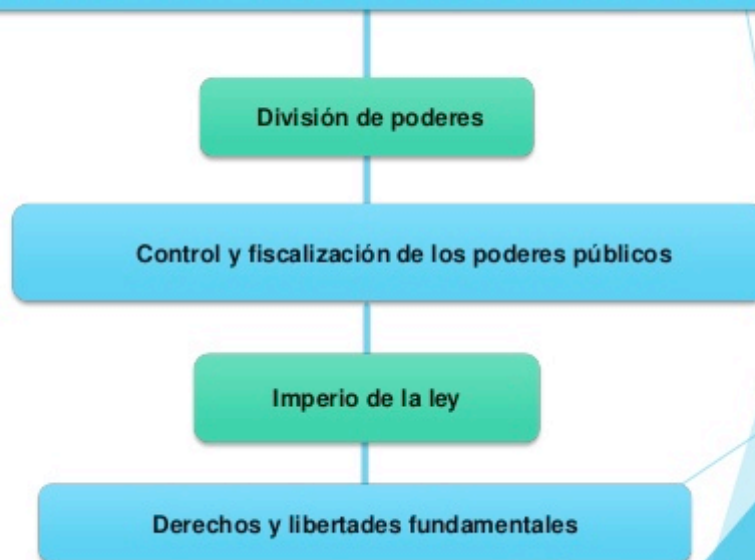 División de poderes
Control y fiscalización de los poderes públicos
Imperio de la ley
Derechos y libertades fundamentales